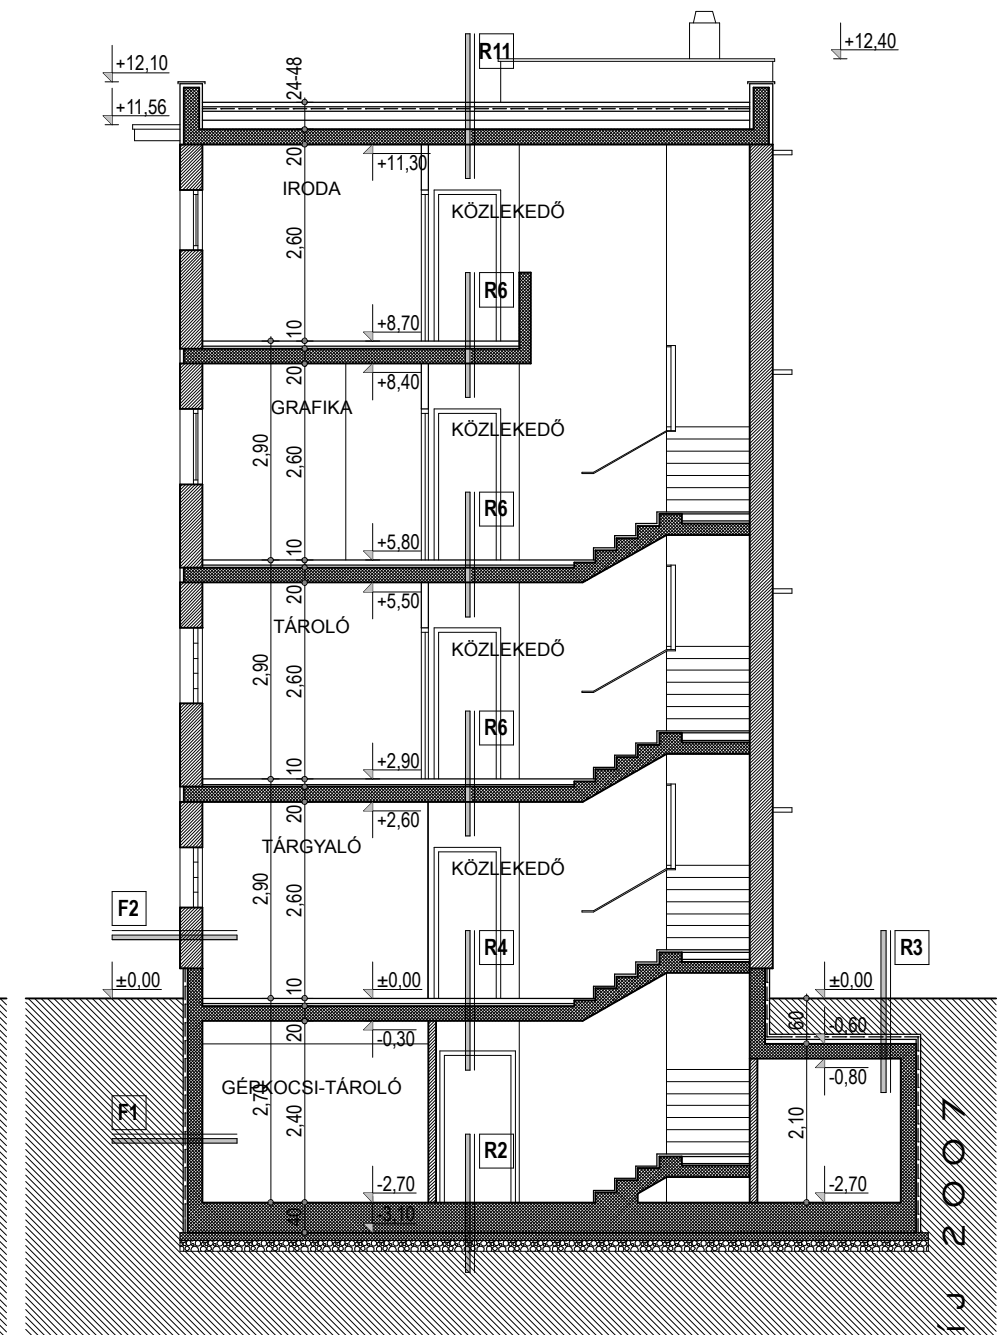 R11
+12,40
+12,10
24-48
+11,56
20
+11,30
IRODA
KÖZLEKEDŐ
2,60
R6
+8,70
10
20
+8,40
GRAFIKA
KÖZLEKEDŐ
2,90
2,60
R6
+5,80
10
20
+5,50
TÁROLÓ
KÖZLEKEDŐ
2,90
2,60
R6
+2,90
10
20
+2,60
TÁRGYALÓ
KÖZLEKEDŐ
2,90
2,60
F2
R4
R3
±0,00
10
±0,00
±0,00
60
-0,60
20
-0,30
-0,80
GÉPKOCSI-TÁROLÓ
2,70
2,40
F1
2,10
R2
-2,70
-2,70
40
-3,10
ÍJ 2007